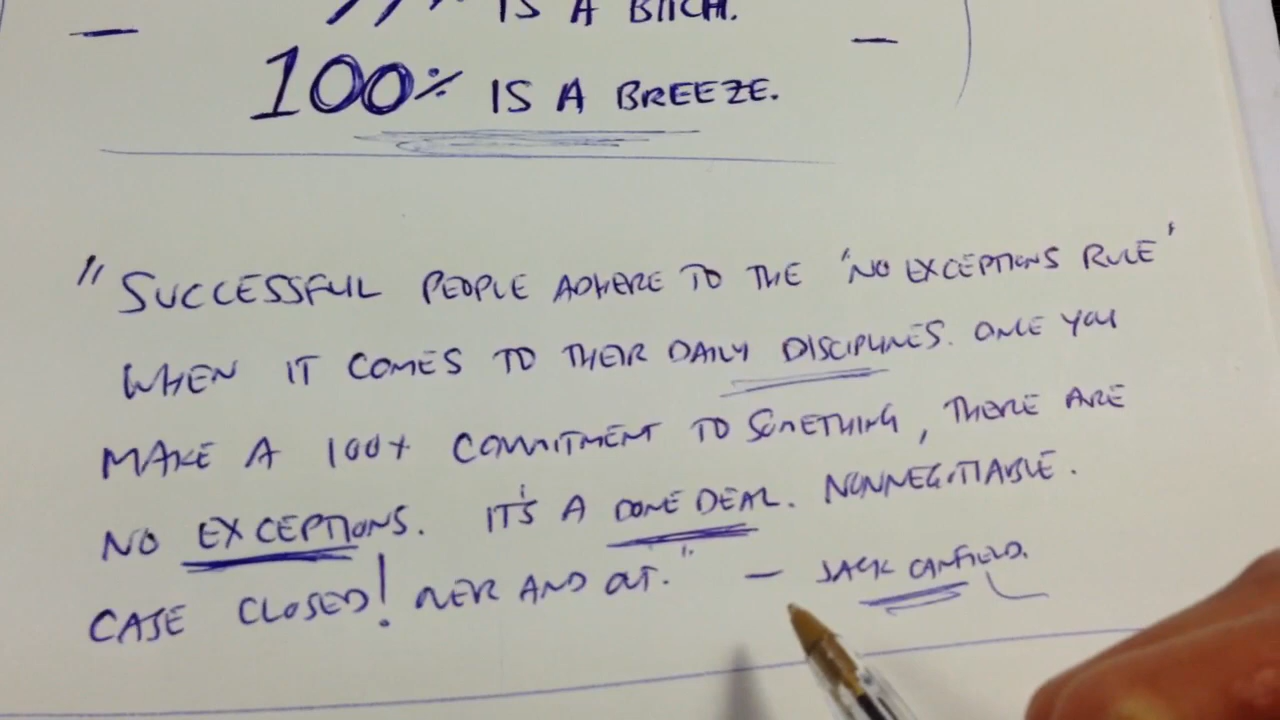 IS A BITCH.
100% IS A BREEZE.
"SUCCESSFUL PEOPLE ADHERE TO THE 'NO EXCEPTIONS RULE'
WHEN IT COMES TO THEIR DAILY DISCIPLINES. ONCE YOU
MAKE A 100% COMMITMENT TO SOMETHING, THERE ARE
NO EXCEPTIONS. IT'S A DONE DEAL. NONNEGOTIABLE.
CASE CLOSED! OVER AND OUT." — JACK CANFIELD.